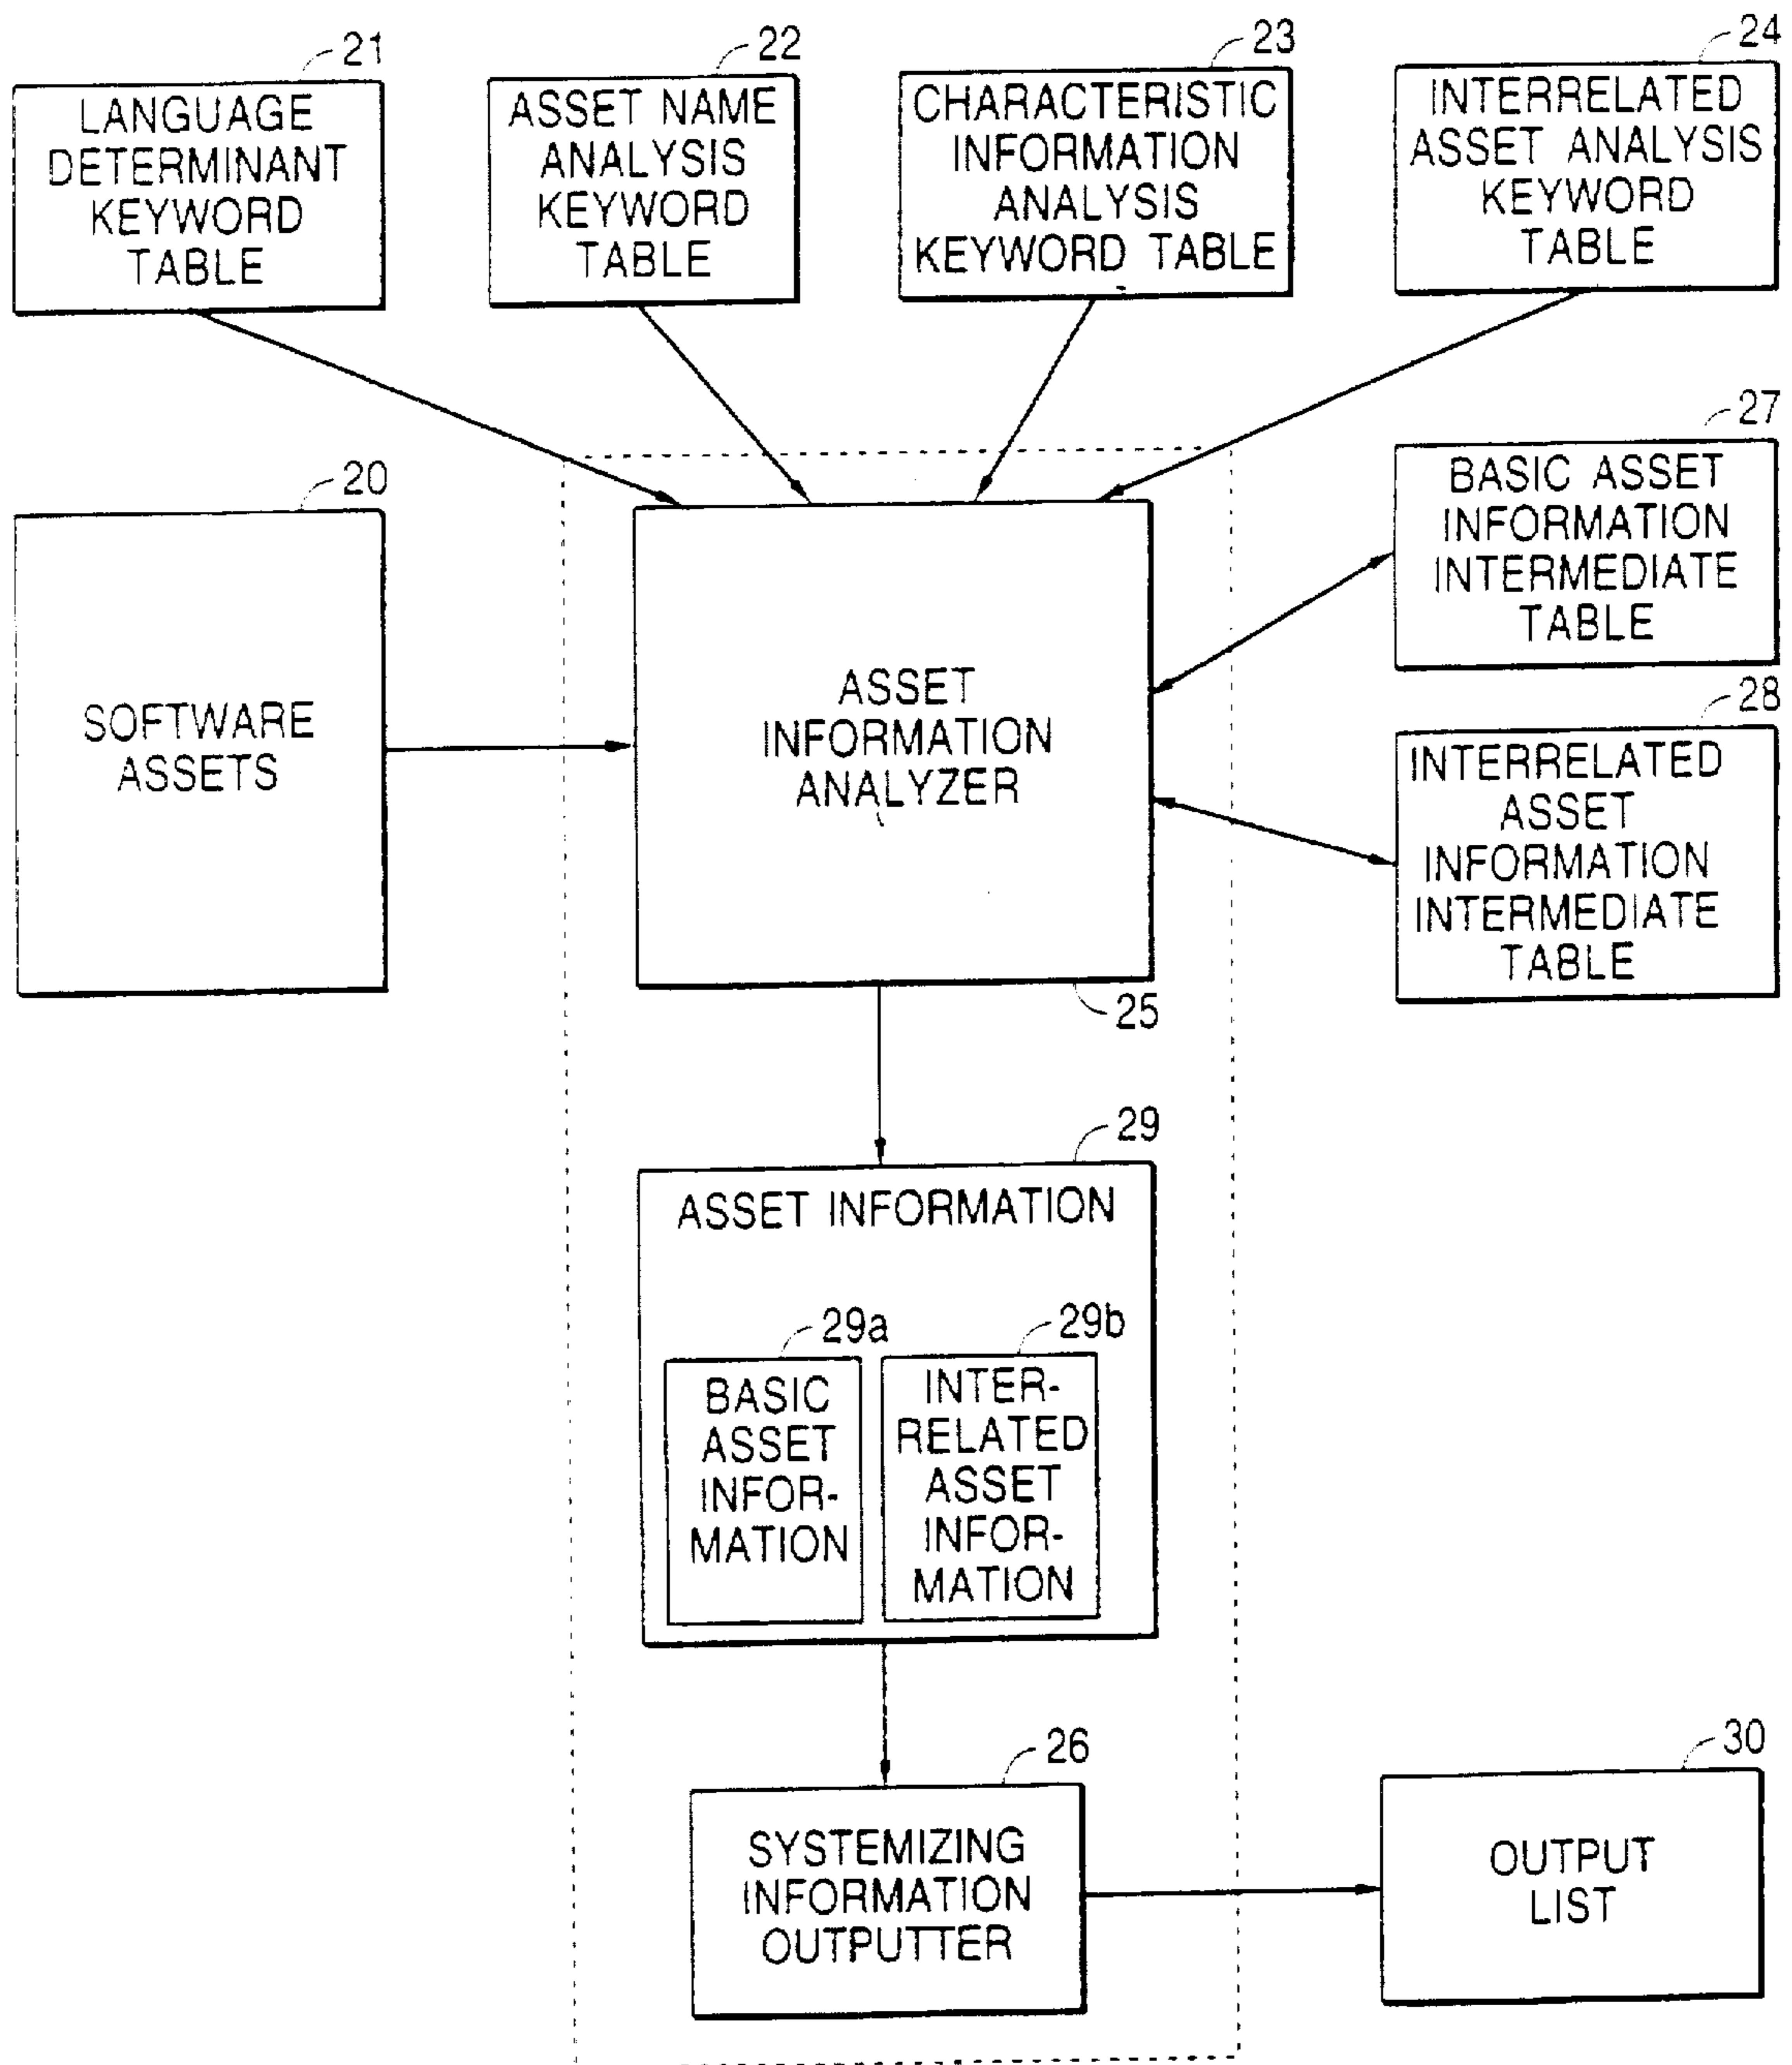 21
LANGUAGE
DETERMINANT
KEYWORD
TABLE
22
ASSET NAME
ANALYSIS
KEYWORD
TABLE
23
CHARACTERISTIC
INFORMATION
ANALYSIS
KEYWORD TABLE
24
INTERRELATED
ASSET ANALYSIS
KEYWORD
TABLE
20
SOFTWARE
ASSETS
ASSET
INFORMATION
ANALYZER
25
27
BASIC ASSET
INFORMATION
INTERMEDIATE
TABLE
28
INTERRELATED
ASSET
INFORMATION
INTERMEDIATE
TABLE
29
ASSET INFORMATION
29a
BASIC
ASSET
INFOR-
MATION
29b
INTER-
RELATED
ASSET
INFOR-
MATION
26
SYSTEMIZING
INFORMATION
OUTPUTTER
30
OUTPUT
LIST